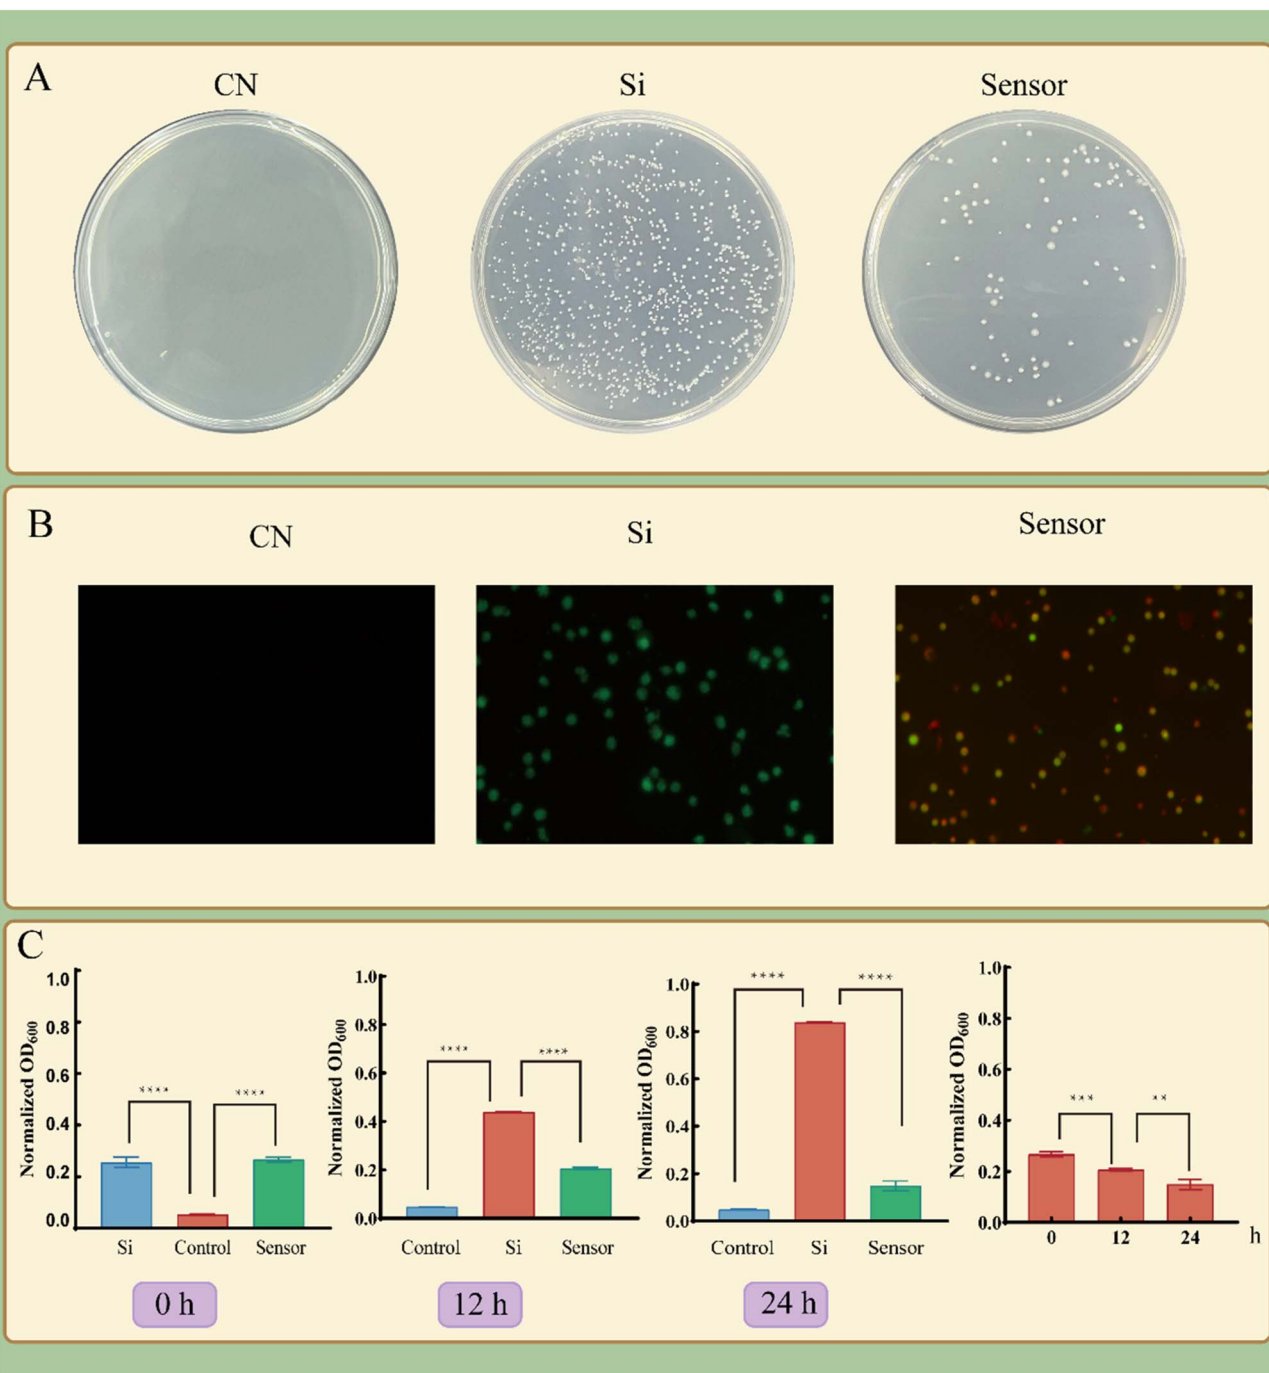 A
CN
Si
Sensor
B
CN
Si
Sensor
C
Normalized OD600
1.0
0.8
0.6
0.4
0.2
0.0
****
****
Si
Control
Sensor
0 h
Normalized OD600
1.0
0.8
0.6
0.4
0.2
0.0
****
****
Control
Si
Sensor
12 h
Normalized OD600
1.0
0.8
0.6
0.4
0.2
0.0
****
****
Control
Si
Sensor
24 h
Normalized OD600
1.0
0.8
0.6
0.4
0.2
0.0
***
**
0
12
24
h